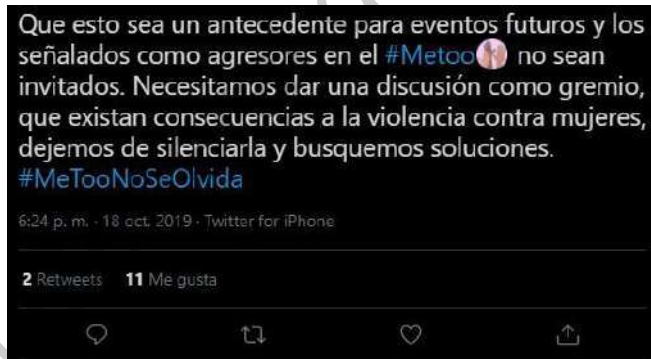 Que esto sea un antecedente para eventos futuros y los
señalados como agresores en el #Metoo no sean
invitados. Necesitamos dar una discusión como gremio,
que existan consecuencias a la violencia contra mujeres,
dejemos de silenciarla y busquemos soluciones.
#MeTooNoSeOlvida
6:24 p. m. · 18 oct. 2019 · Twitter for iPhone
2 Retweets 11 Me gusta